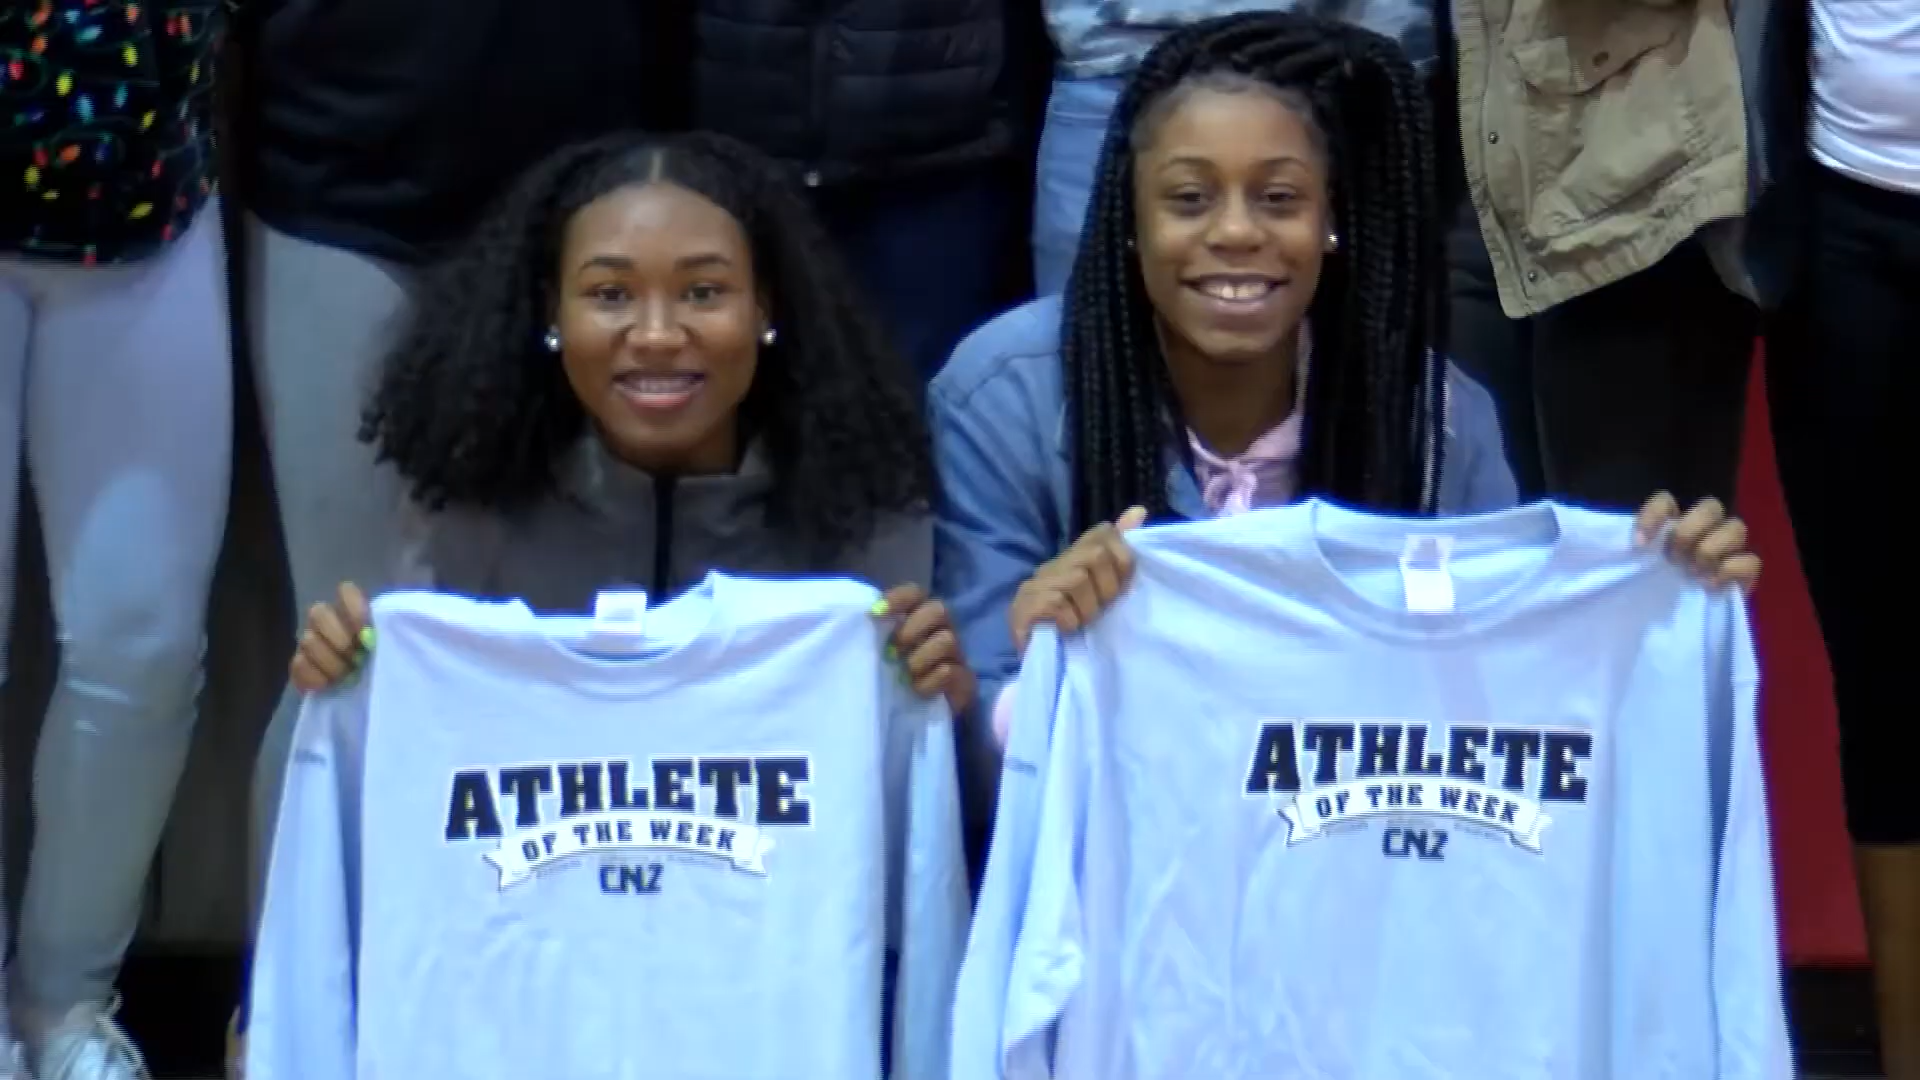 ATHLETE
OF THE WEEK
CNZ
ATHLETE
OF THE WEEK
CNZ